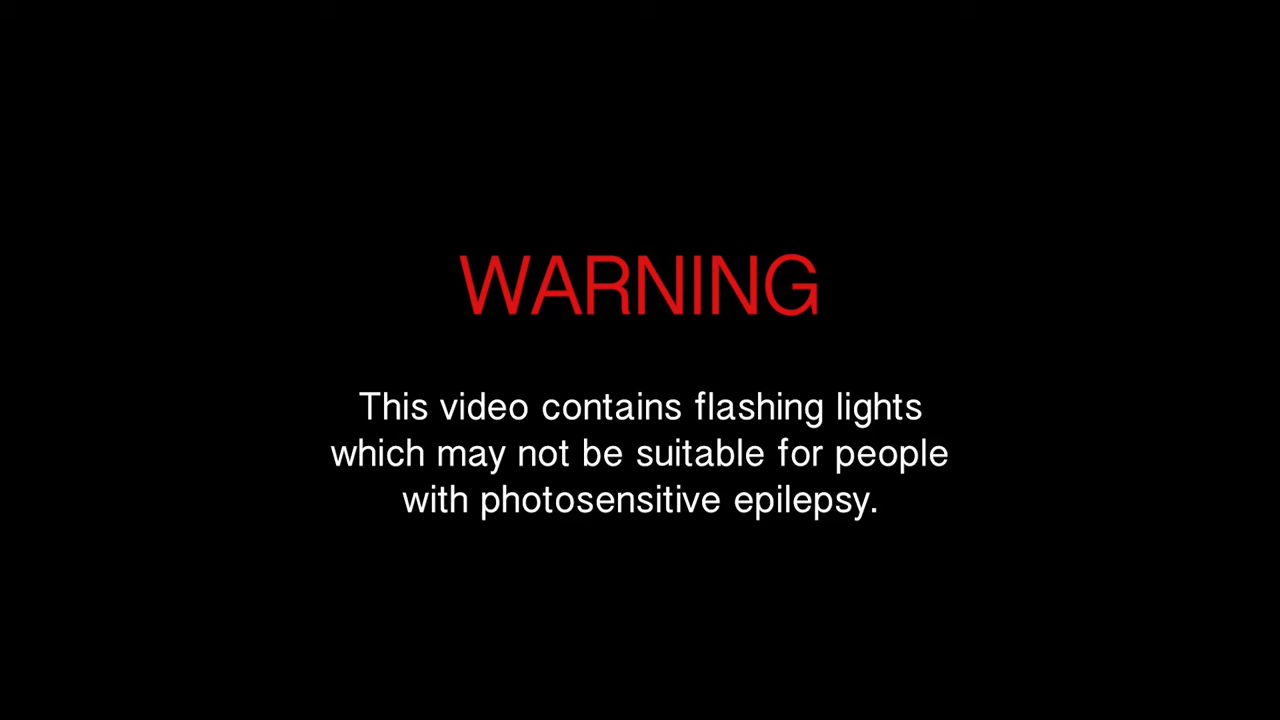 WARNING
This video contains flashing lights
which may not be suitable for people
with photosensitive epilepsy.